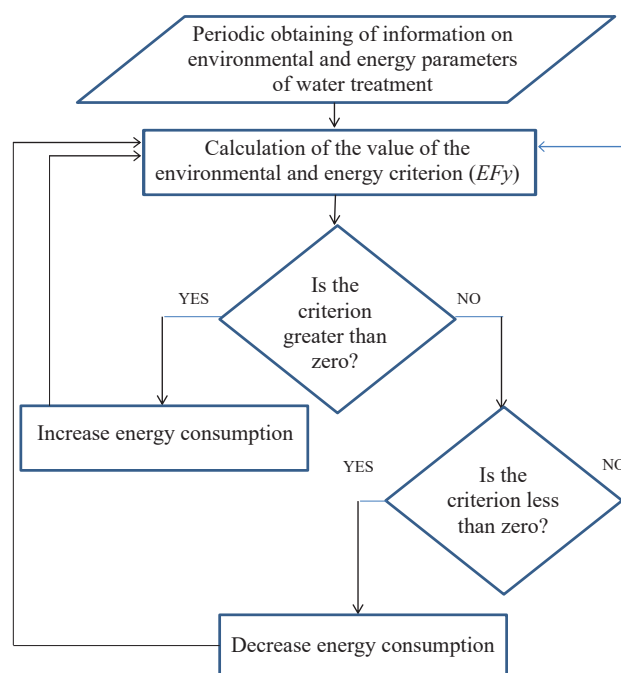 Periodic obtaining of information on
environmental and energy parameters
of water treatment
Calculation of the value of the
environmental and energy criterion (EFy)
Is the
criterion
greater than
zero?
YES
NO
Increase energy consumption
Is the
criterion less
than zero?
YES
NO
Decrease energy consumption